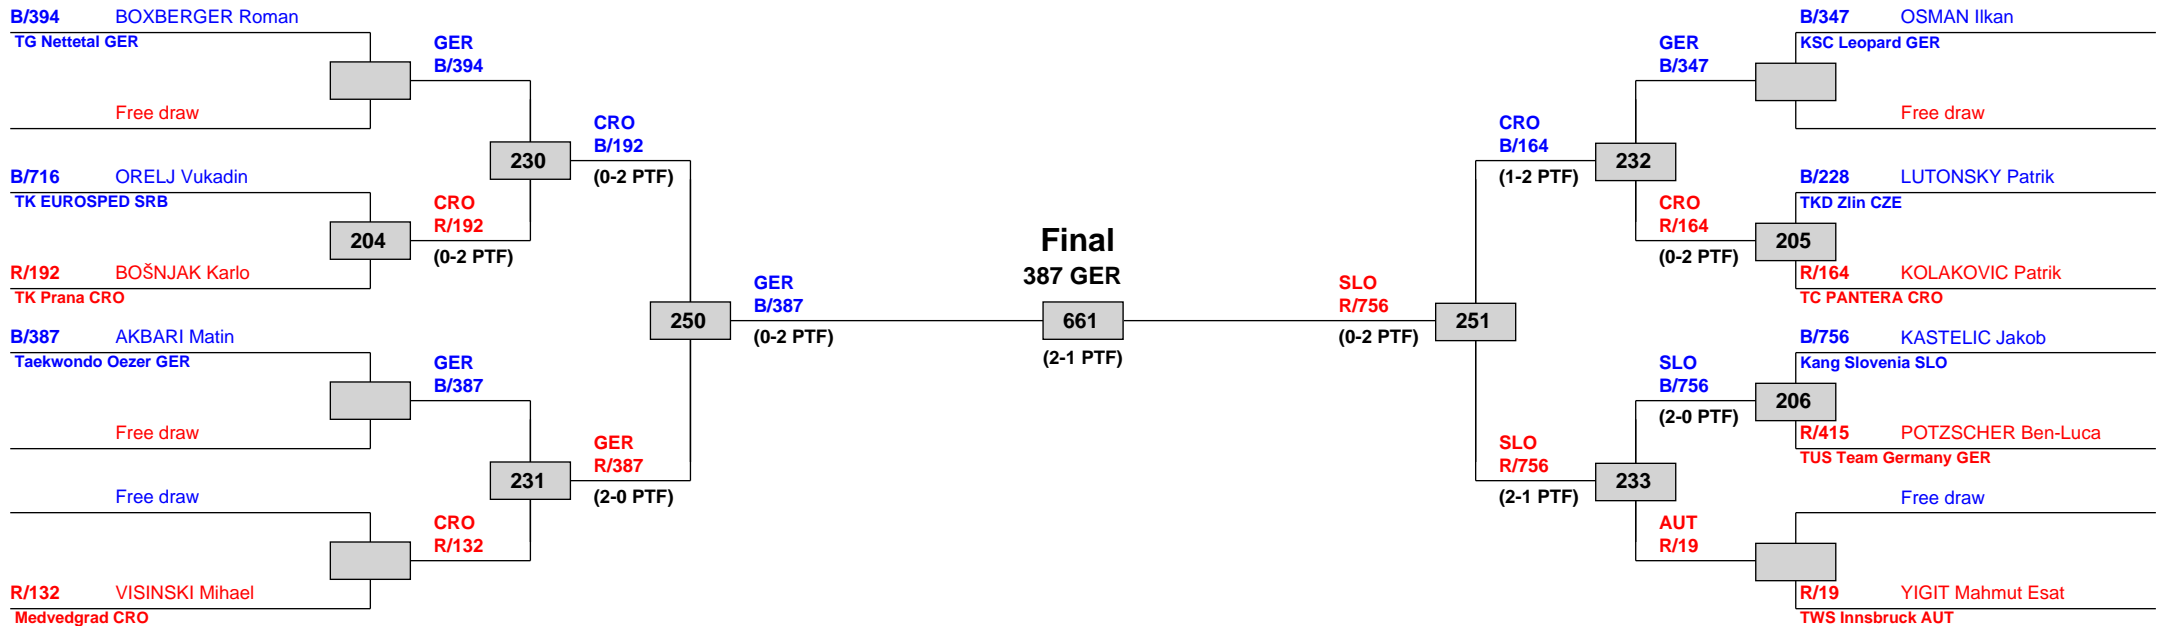 B/394 BOXBERGER Roman
TG Nettetal GER
Free draw
B/716 ORELJ Vukadin
TK EUROSPED SRB
204
R/192 BOŠNJAK Karlo
TK Prana CRO
B/387 AKBARI Matin
Taekwondo Oezer GER
Free draw
Free draw
R/132 VISINSKI Mihael
Medvedgrad CRO
GER
B/394
230
CRO
R/192
(0-2 PTF)
GER
B/387
231
CRO
R/132
CRO
B/192
(0-2 PTF)
250
GER
R/387
(2-0 PTF)
GER
B/387
(0-2 PTF)
Final
387 GER
661
(2-1 PTF)
SLO
R/756
(0-2 PTF)
251
CRO
B/164
(1-2 PTF)
SLO
R/756
(2-1 PTF)
GER
B/347
232
CRO
R/164
(0-2 PTF)
SLO
B/756
(2-0 PTF)
233
AUT
R/19
B/347 OSMAN Ilkan
KSC Leopard GER
Free draw
B/228 LUTONSKY Patrik
TKD Zlin CZE
205
R/164 KOLAKOVIC Patrik
TC PANTERA CRO
B/756 KASTELIC Jakob
Kang Slovenia SLO
206
R/415 POTZSCHER Ben-Luca
TUS Team Germany GER
Free draw
R/19 YIGIT Mahmut Esat
TWS Innsbruck AUT